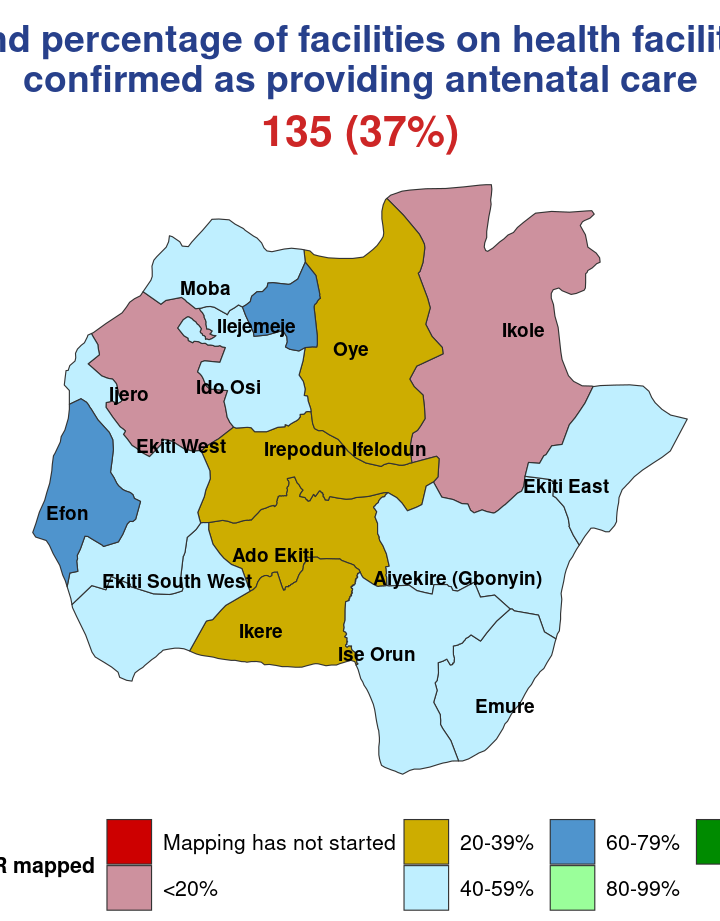 percentage of facilities on health
confirmed as providing antenatal care
135 (37%)
Moba
Ilejemeje
Oye
Ikole
Ijero
Ido Osi
Ekiti West
Irepodun Ifelodun
Ekiti East
Efon
Ado Ekiti
Ekiti South West
Aiyekire (Gbonyin)
Ikere
Ise Orun
Emure
Mapping has not started
20-39%
60-79%
mapped
<20%
40-59%
80-99%